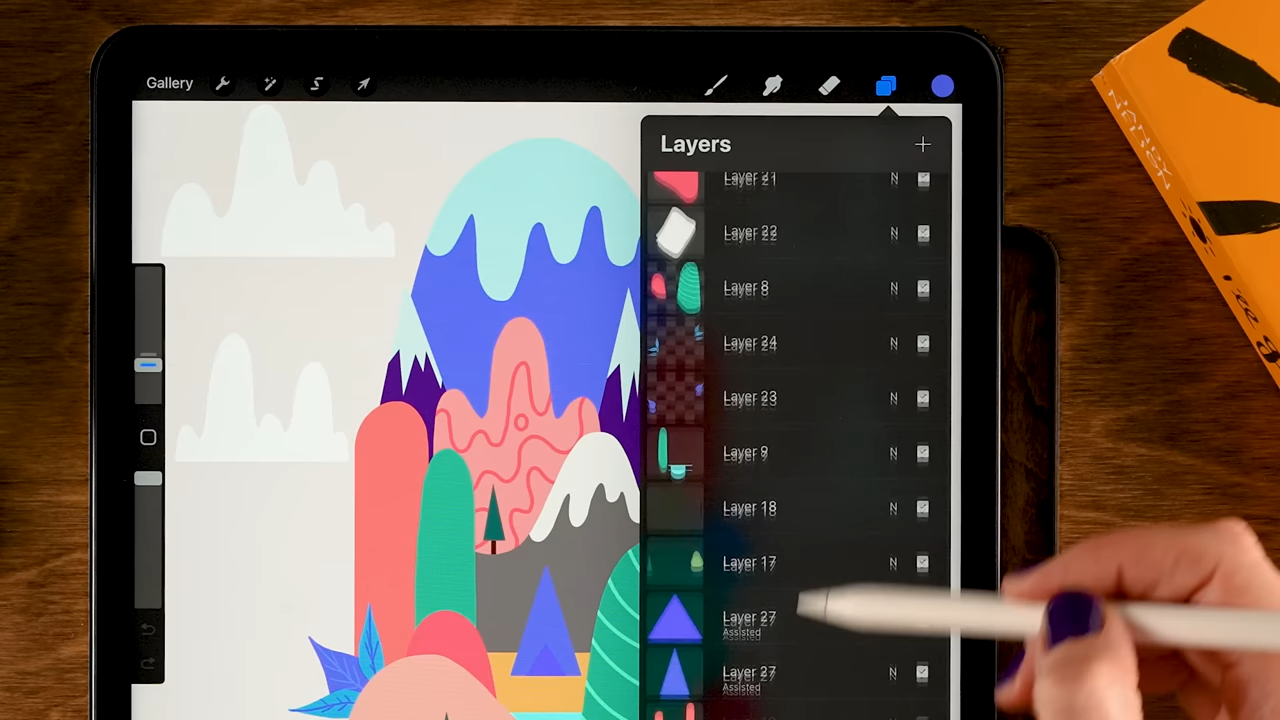 Gallery
Layers
Layer 21 N
Layer 22 N
Layer 8 N
Layer 24 N
Layer 23 N
Layer 9 N
Layer 18 N
Layer 17 N
Layer 27
Assisted
Layer 27 N
Assisted